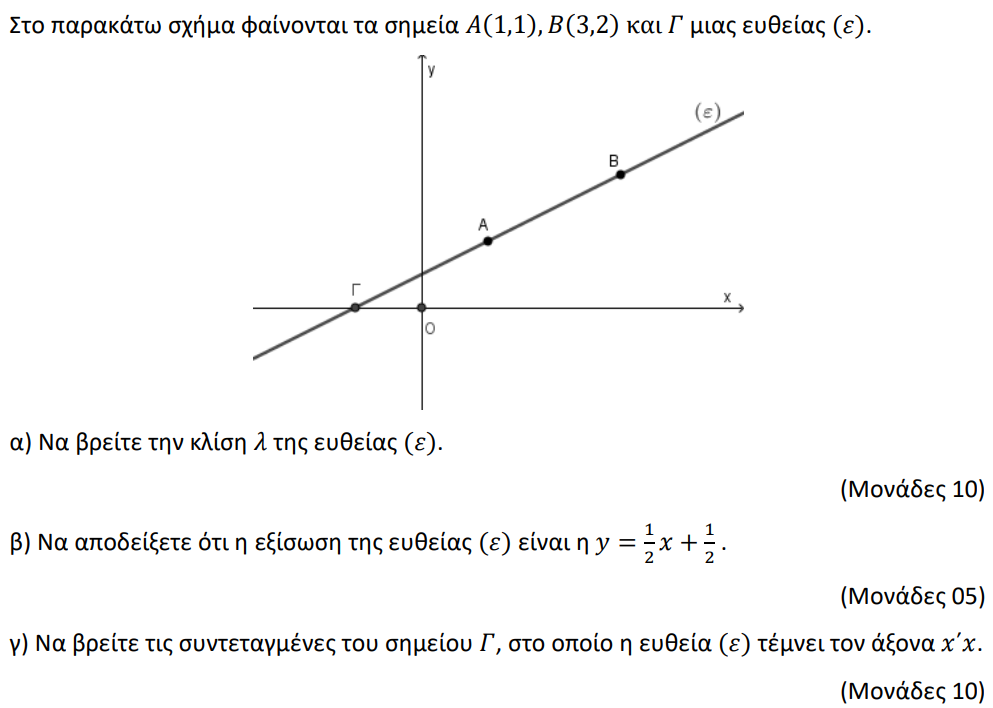 Στο παρακάτω σχήμα φαίνονται τα σημεία A(1,1), B(3,2) και Γ μιας ευθείας (ε).
y
(ε)
B
A
Γ
x
O
α) Να βρείτε την κλίση λ της ευθείας (ε).
(Μονάδες 10)
β) Να αποδείξετε ότι η εξίσωση της ευθείας (ε) είναι η y = 1/2 x + 1/2 .
(Μονάδες 05)
γ) Να βρείτε τις συντεταγμένες του σημείου Γ, στο οποίο η ευθεία (ε) τέμνει τον άξονα x′x.
(Μονάδες 10)